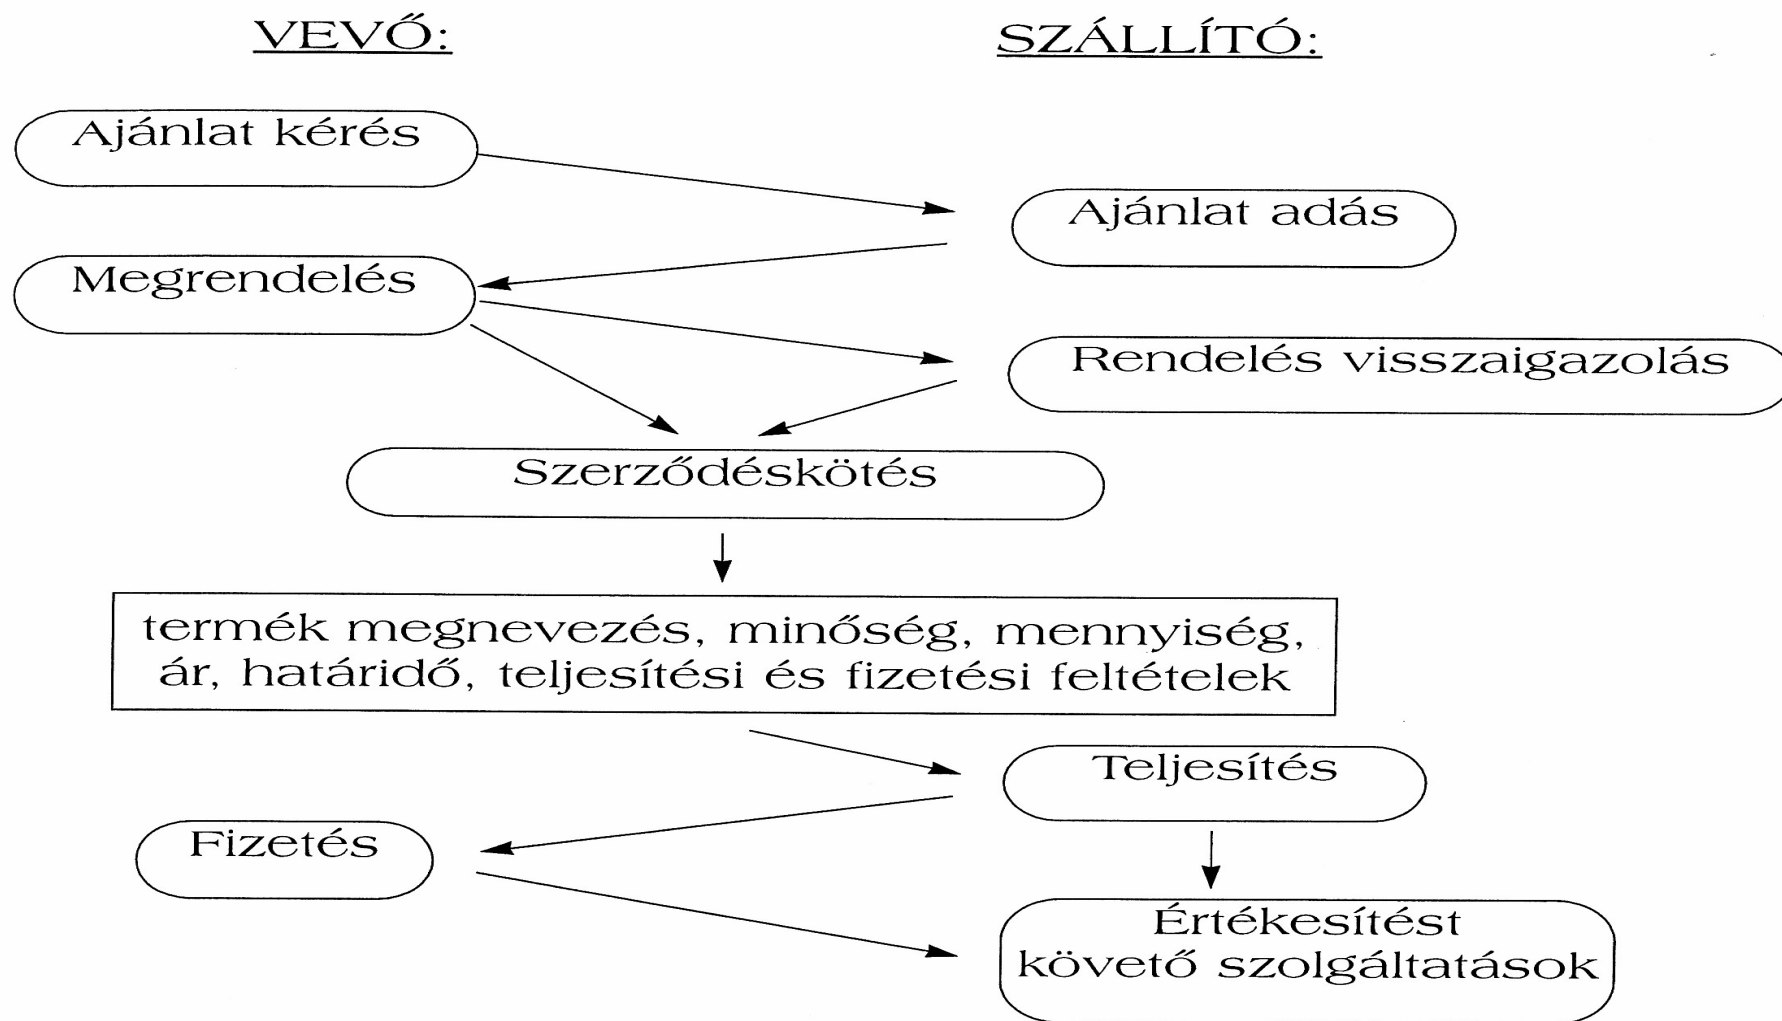 VEVŐ:
SZÁLLÍTÓ:
Ajánlat kérés
Ajánlat adás
Megrendelés
Rendelés visszaigazolás
Szerződéskötés
termék megnevezés, minőség, mennyiség,
ár, határidő, teljesítési és fizetési feltételek
Teljesítés
Fizetés
Értékesítést
követő szolgáltatások